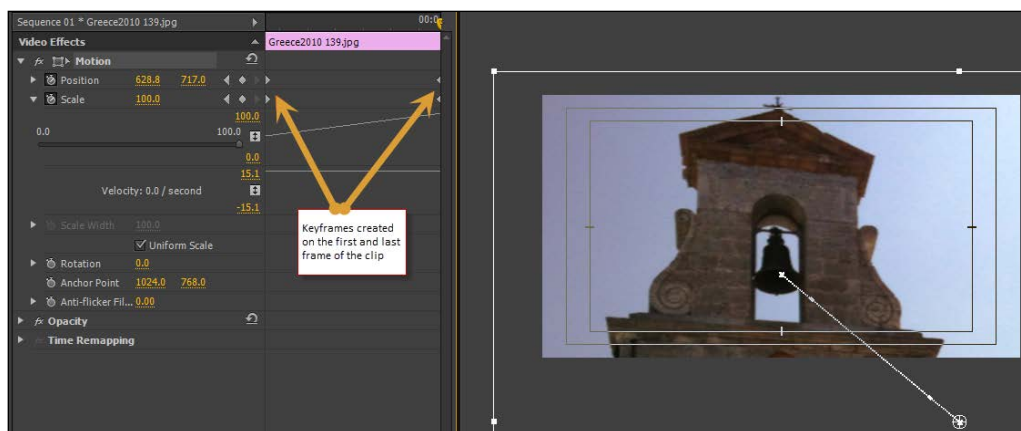 Sequence 01 * Greece2010 139.jpg
00:0
Video Effects
Greece2010 139.jpg
fx Motion
Position 628.8 717.0
Scale 100.0
100.0
0.0 100.0
0.0
15.1
Velocity: 0.0 / second
-15.1
Scale Width 100.0
Uniform Scale
Rotation 0.0
Anchor Point 1024.0 768.0
Anti-flicker Fil... 0.00
fx Opacity
Time Remapping
Keyframes created
on the first and last
frame of the clip